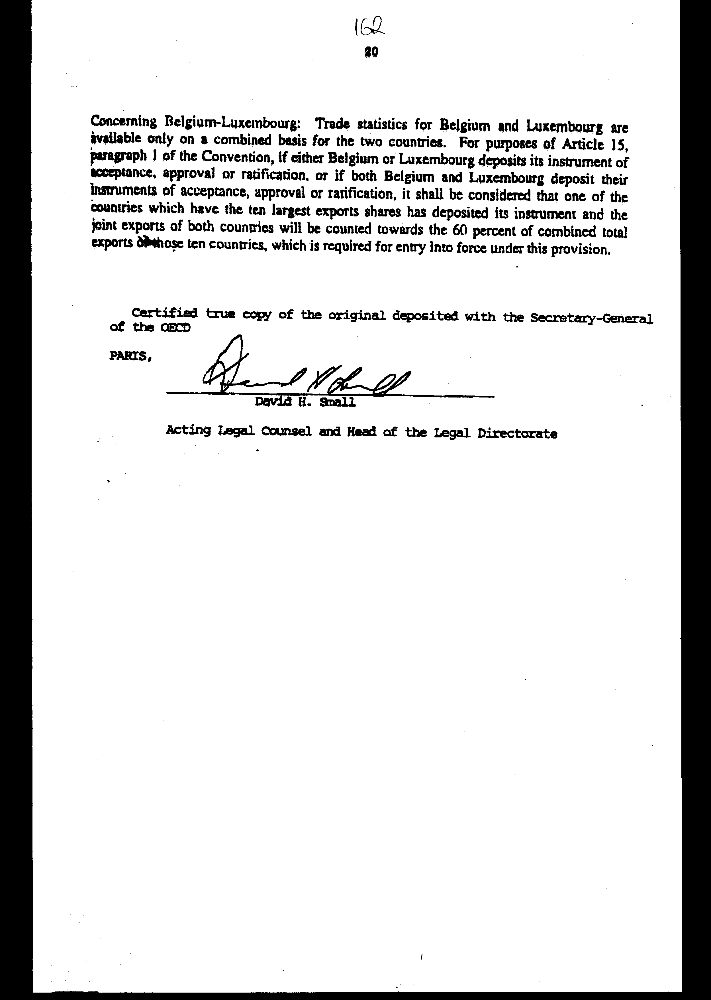 162
20
Concerning Belgium-Luxembourg: Trade statistics for Belgium and Luxembourg are
available only on a combined basis for the two countries. For purposes of Article 15,
paragraph 1 of the Convention, if either Belgium or Luxembourg deposits its instrument of
acceptance, approval or ratification, or if both Belgium and Luxembourg deposit their
instruments of acceptance, approval or ratification, it shall be considered that one of the
countries which have the ten largest exports shares has deposited its instrument and the
joint exports of both countries will be counted towards the 60 percent of combined total
exports of those ten countries, which is required for entry into force under this provision.
Certified true copy of the original deposited with the Secretary-General
of the OECD
PARIS,
David H. Small
David H. Small
Acting Legal Counsel and Head of the Legal Directorate